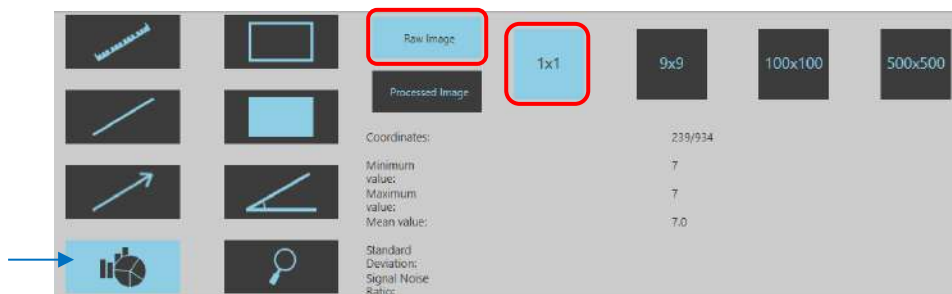 Raw Image
1x1
9x9
100x100
500x500
Processed Image
Coordinates: 239/934
Minimum value: 7
Maximum value: 7
Mean value: 7.0
Standard
Deviation:
Signal Noise
Ratio: